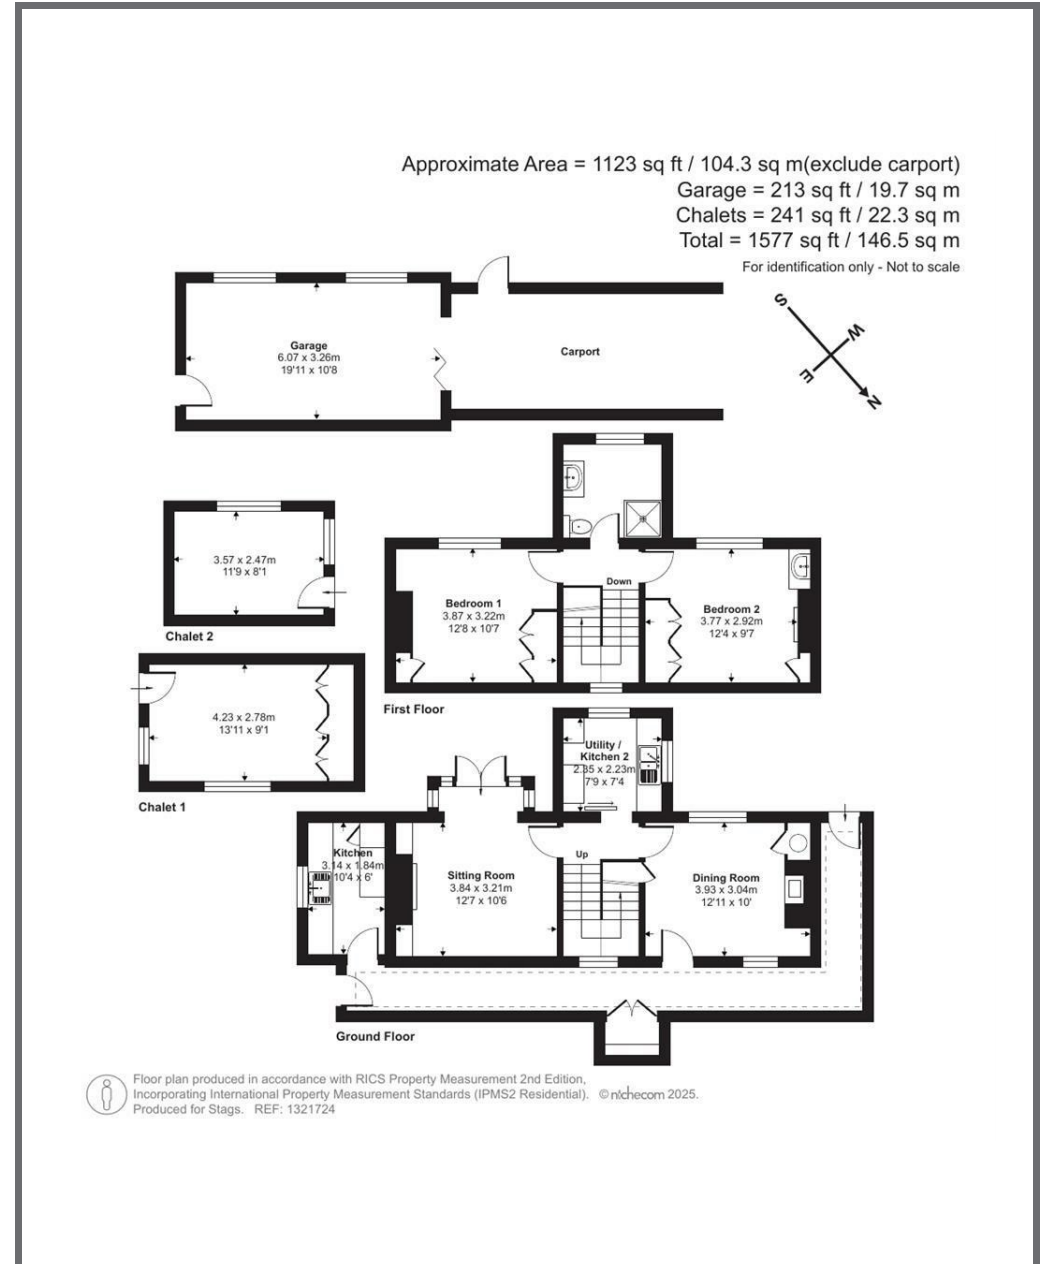 Approximate Area = 1123 sq ft / 104.3 sq m(exclude carport)
Garage = 213 sq ft / 19.7 sq m
Chalets = 241 sq ft / 22.3 sq m
Total = 1577 sq ft / 146.5 sq m
For identification only - Not to scale
S
W
E
N
Garage
6.07 x 3.26m
19'11 x 10'8
Carport
3.57 x 2.47m
11'9 x 8'1
Chalet 2
Bedroom 1
3.87 x 3.22m
12'8 x 10'7
Down
Bedroom 2
3.77 x 2.92m
12'4 x 9'7
First Floor
4.23 x 2.78m
13'11 x 9'1
Chalet 1
Utility /
Kitchen 2
2.35 x 2.23m
7'9 x 7'4
Kitchen
3.14 x 1.84m
10'4 x 6'
Sitting Room
3.84 x 3.21m
12'7 x 10'6
Up
Dining Room
3.93 x 3.04m
12'11 x 10'
Ground Floor
Floor plan produced in accordance with RICS Property Measurement 2nd Edition,
Incorporating International Property Measurement Standards (IPMS2 Residential). © nichecom 2025.
Produced for Stags. REF: 1321724